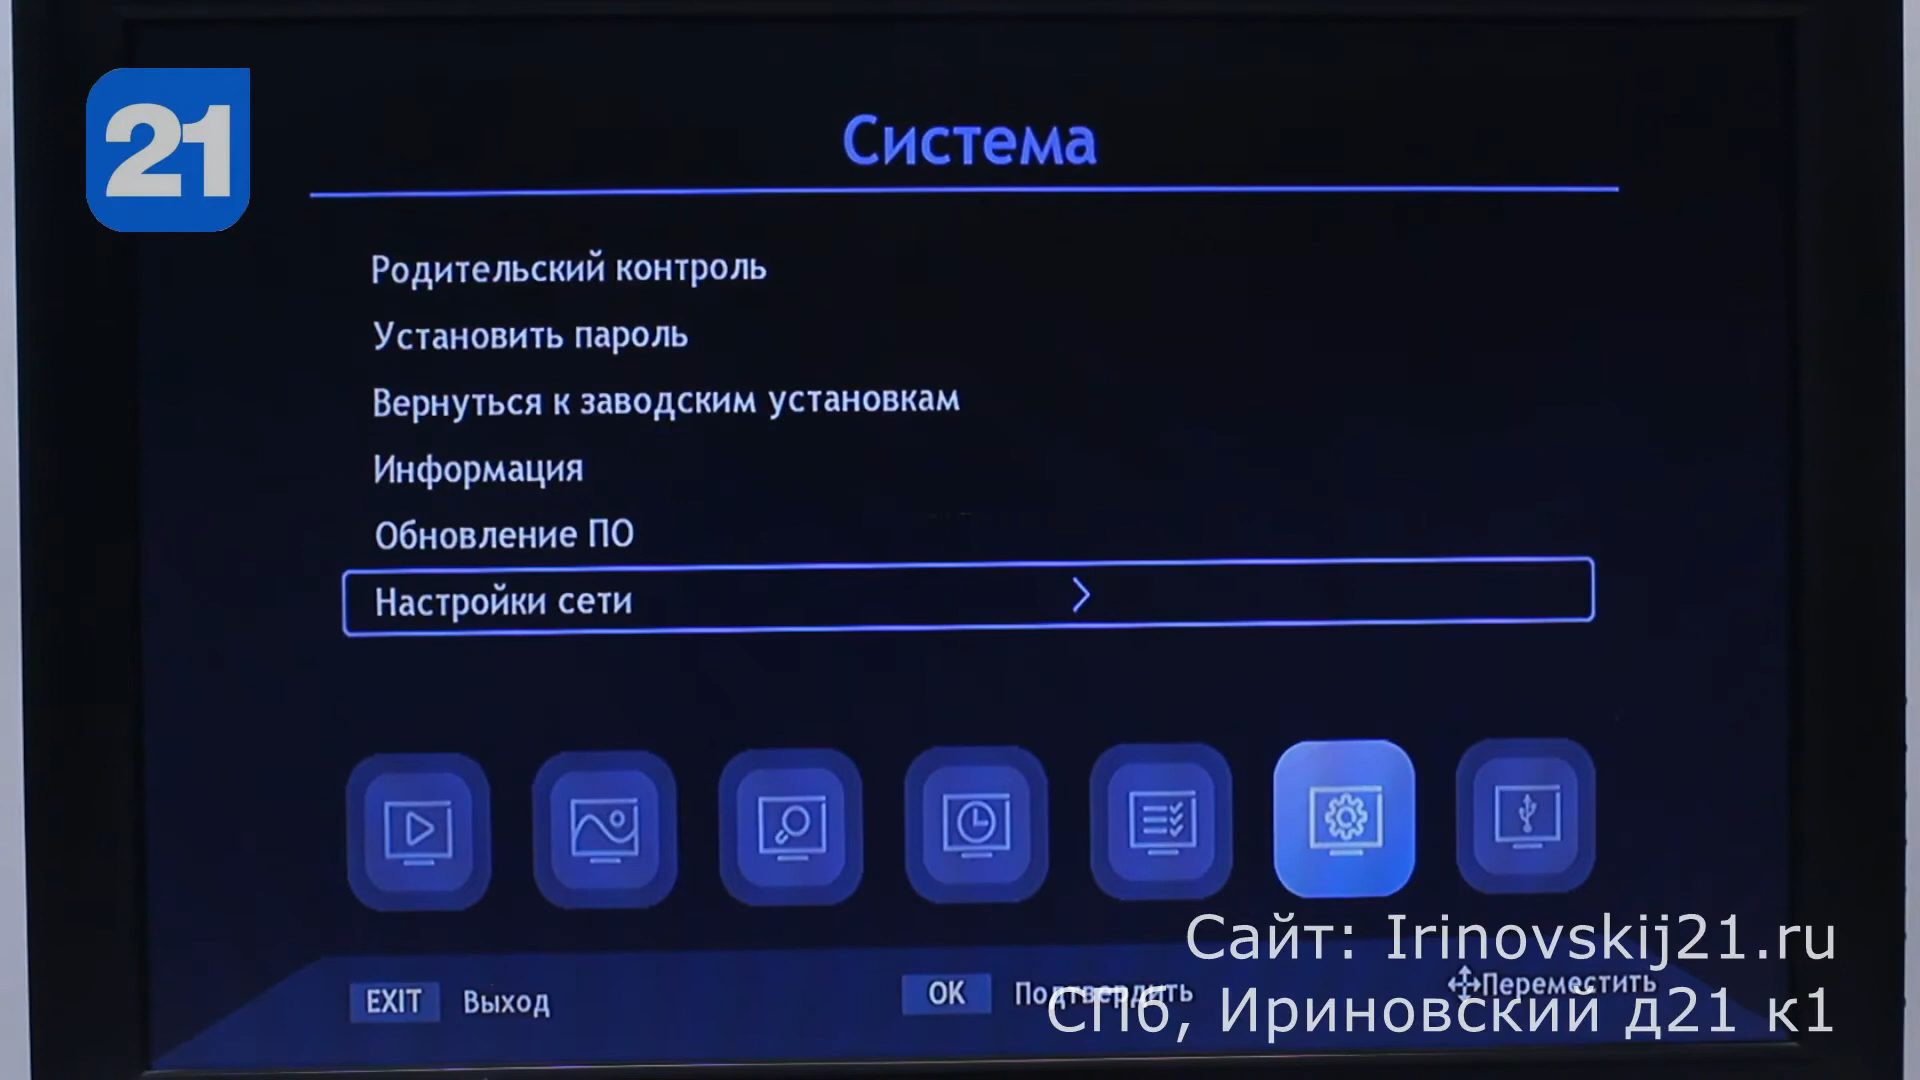 21
Система
Родительский контроль
Установить пароль
Вернуться к заводским установкам
Информация
Обновление ПО
Настройки сети
Сайт: Irinovskij21.ru
EXIT Выход OK Подтвердить Переместить
СПб, Ириновский д21 к1